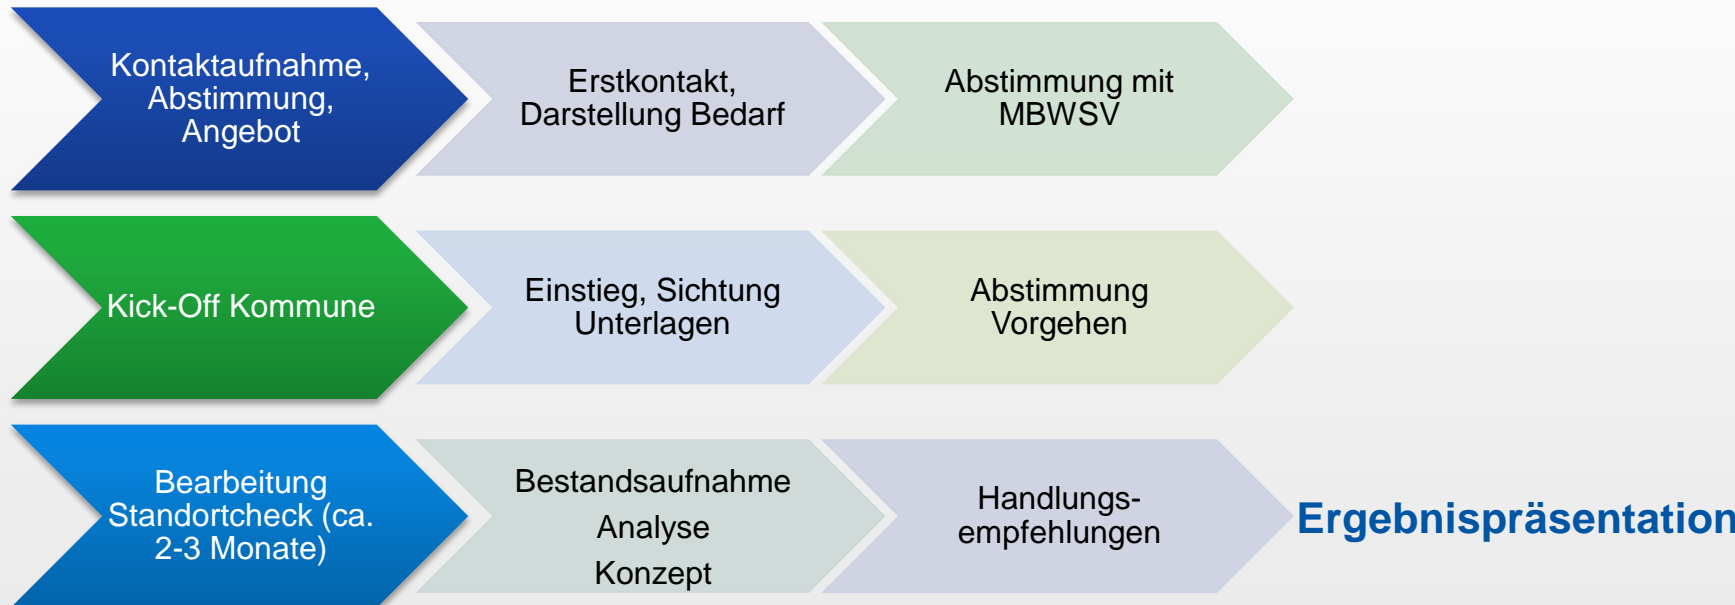 Kontaktaufnahme,
Abstimmung,
Angebot
Erstkontakt,
Darstellung Bedarf
Abstimmung mit
MBWSV
Kick-Off Kommune
Einstieg, Sichtung
Unterlagen
Abstimmung
Vorgehen
Bearbeitung
Standortcheck (ca.
2-3 Monate)
Bestandsaufnahme
Analyse
Konzept
Handlungs-
empfehlungen
Ergebnispräsentation